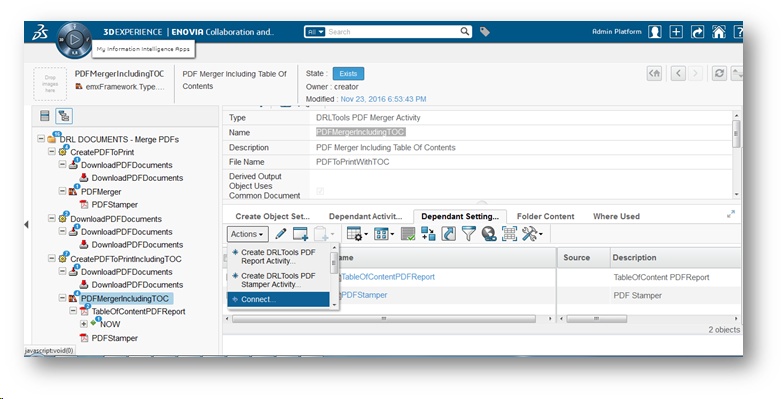 3DEXPERIENCE | ENOVIA Collaboration and..
All
Search
Admin Platform
My Information Intelligence Apps
Drop images here
PDFMergerIncludingTOC
emxFramework.Type....
PDF Merger Including Table Of Contents
State : Exists
Owner : creator
Modified : Nov 23, 2016 6:53:43 PM
DRL DOCUMENTS - Merge PDFs
CreatePDFToPrint
DownloadPDFDocuments
DownloadPDFDocuments
PDFMerger
PDFStamper
DownloadPDFDocuments
DownloadPDFDocuments
DownloadPDFDocuments
CreatePDFToPrintIncludingTOC
DownloadPDFDocuments
DownloadPDFDocuments
PDFMergerIncludingTOC
TableOfContentPDFReport
NOW
PDFStamper
javascript:void(0)
Type DRLTools PDF Merger Activity
Name PDFMergerIncludingTOC
Description PDF Merger Including Table Of Contents
File Name PDFToPrintWithTOC
Derived Output
Object Uses
Common Document
Create Object Set... Dependant Activit... Dependant Setting... Folder Content Where Used
Actions
Create DRLTools PDF
Report Activity...
Create DRLTools PDF
Stamper Activity...
Connect...
Name Source Description
TableOfContentPDFReport TableOfContent PDFReport
PDFStamper PDF Stamper
2 objects